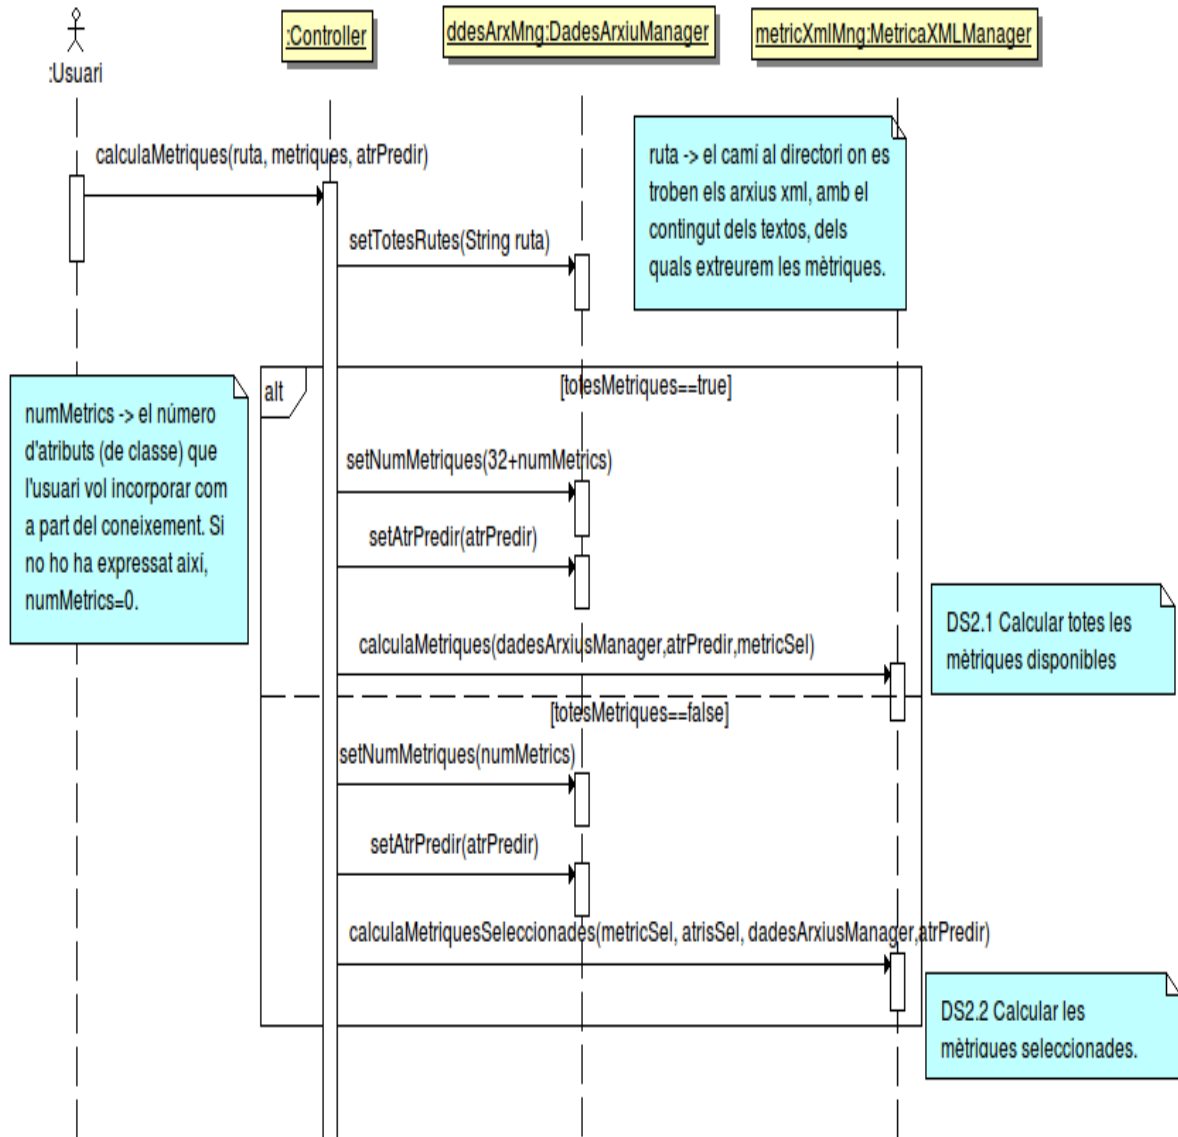 :Usuari
:Controller
ddesArxMng:DadesArxiuManager
metricXmlMng:MetricaXMLManager
calculaMetriques(ruta, metriques, atrPredir)
setTotesRutes(String ruta)
ruta -> el camí al directori on es
troben els arxius xml, amb el
contingut dels textos, dels
quals extreurem les mètriques.
numMetrics -> el número
d'atributs (de classe) que
l'usuari vol incorporar com
a part del coneixement. Si
no ho ha expressat així,
numMetrics=0.
alt
[totesMetriques==true]
setNumMetriques(32+numMetrics)
setAtrPredir(atrPredir)
calculaMetriques(dadesArxiusManager,atrPredir,metricSel)
DS2.1 Calcular totes les
mètriques disponibles
[totesMetriques==false]
setNumMetriques(numMetrics)
setAtrPredir(atrPredir)
calculaMetriquesSeleccionades(metricSel, atrisSel, dadesArxiusManager,atrPredir)
DS2.2 Calcular les
mètriques seleccionades.